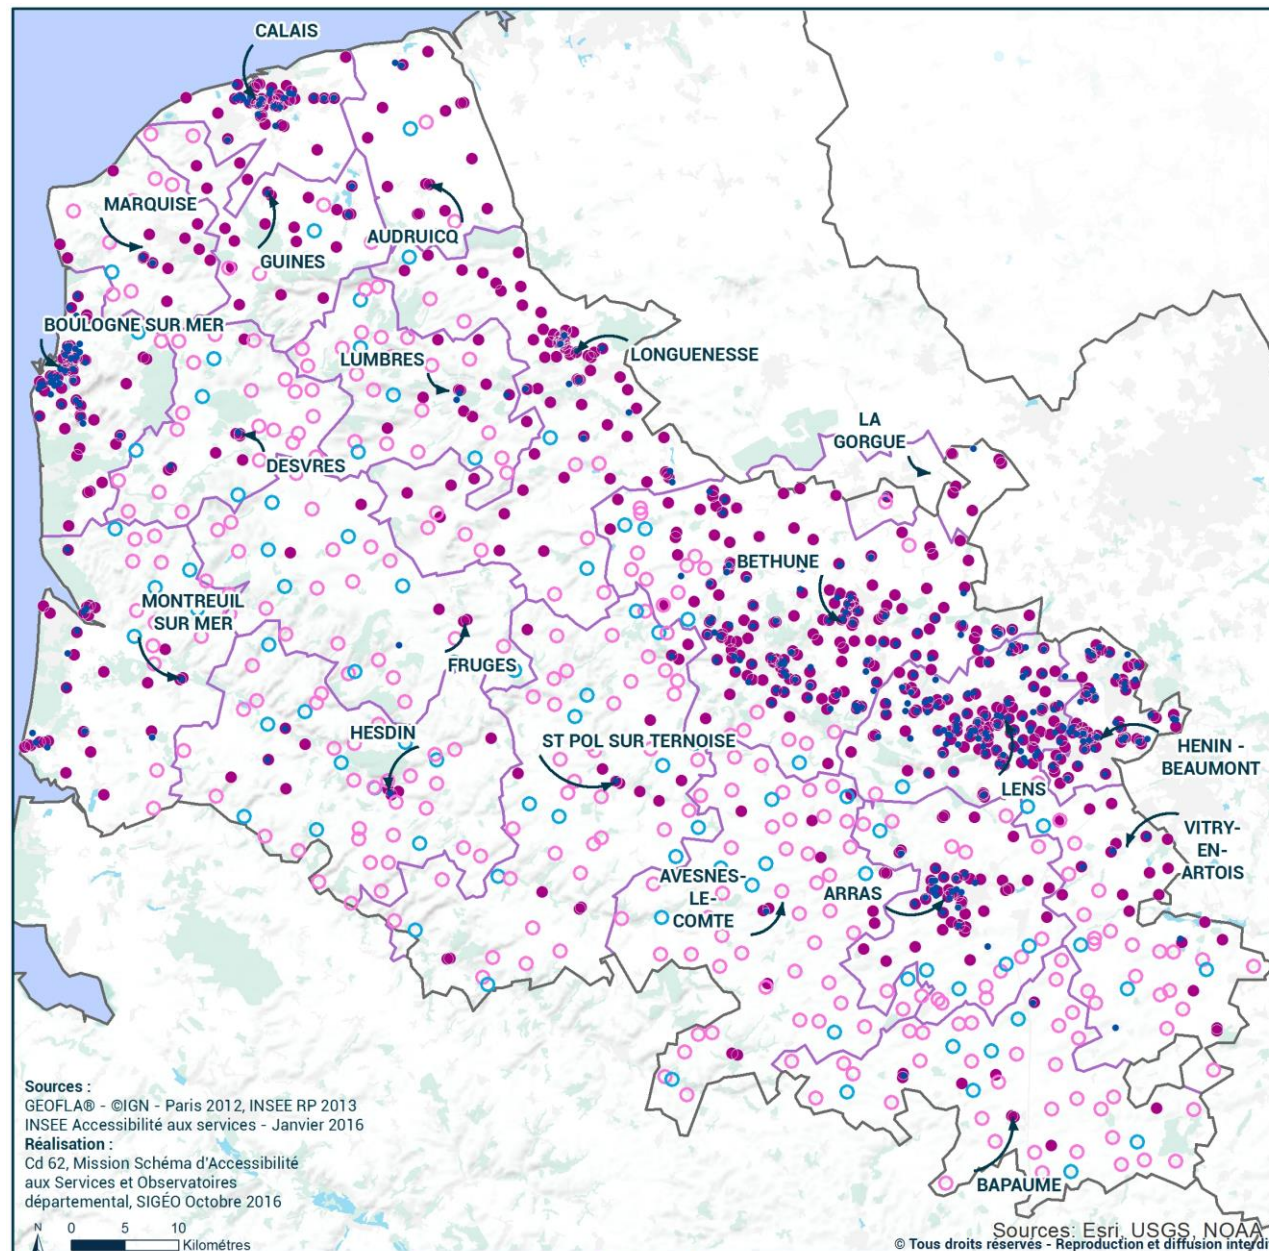 CALAIS
MARQUISE
AUDRUICQ
GUINES
BOULOGNE SUR MER
LUMBRES
LONGUENESSE
LA
GORGUE
DESVRES
BETHUNE
MONTREUIL
SUR MER
FRUGES
HESDIN
ST POL SUR TERNOISE
HENIN -
BEAUMONT
LENS
VITRY-
EN-
ARTOIS
AVESNES-
LE-
COMTE
ARRAS
BAPAUME
Sources :
GEOFLA® - ©IGN - Paris 2012, INSEE RP 2013
INSEE Accessibilité aux services - Janvier 2016
Réalisation :
Cd 62, Mission Schéma d'Accessibilité
aux Services et Observatoires
départemental, SIGÉO Octobre 2016
N
0 5 10
Kilométres
Sources: Esri, USGS, NOAA
© Tous droits réservés - Reproduction et diffusion interdi